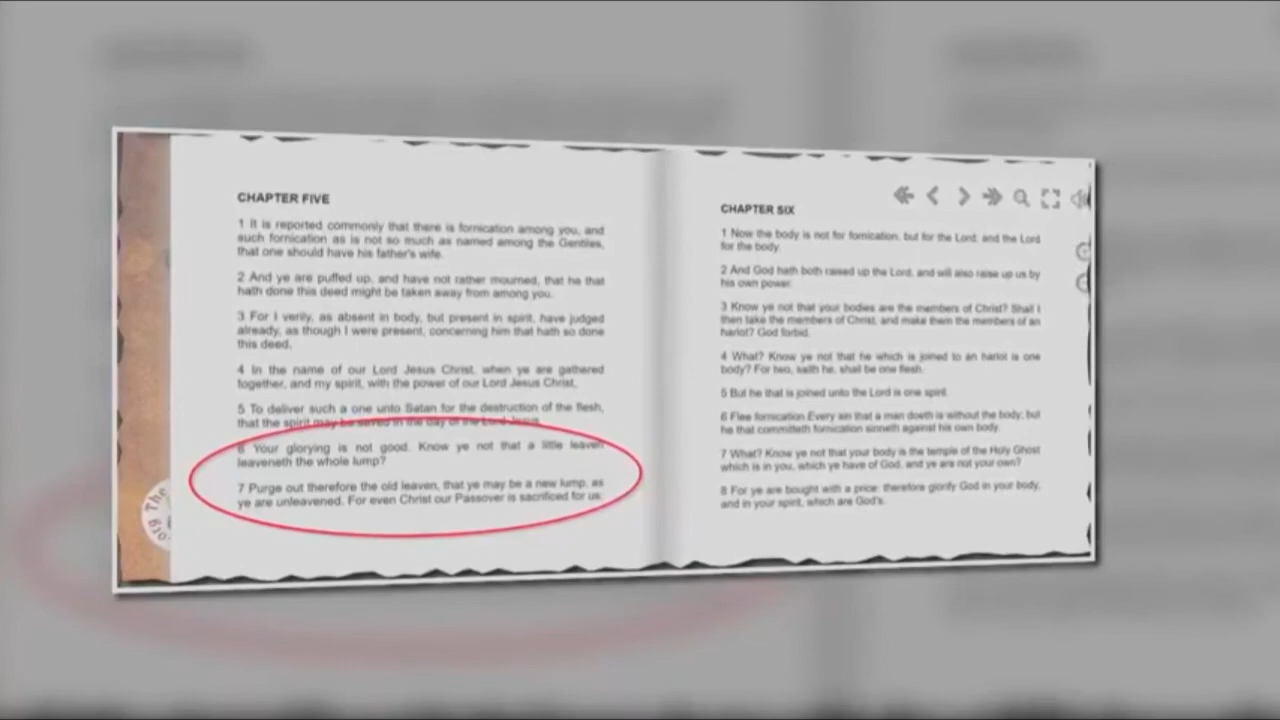 CHAPTER FIVE
1 It is reported commonly that there is fornication among you, and
such fornication as is not so much as named among the Gentiles,
that one should have his father's wife.
2 And ye are puffed up, and have not rather mourned, that he that
hath done this deed might be taken away from among you.
3 For I verily, as absent in body, but present in spirit, have judged
already, as though I were present, concerning him that hath so done
this deed.
4 In the name of our Lord Jesus Christ, when ye are gathered
together, and my spirit, with the power of our Lord Jesus Christ,
5 To deliver such a one unto Satan for the destruction of the flesh,
that the spirit may be saved in the day of the Lord Jesus.
6 Your glorying is not good. Know ye not that a little leaven
leaveneth the whole lump?
7 Purge out therefore the old leaven, that ye may be a new lump, as
ye are unleavened. For even Christ our Passover is sacrificed for us:
org The
CHAPTER SIX
1 Now the body is not for fornication, but for the Lord; and the Lord
for the body.
2 And God hath both raised up the Lord, and will also raise up us by
his own power.
3 Know ye not that your bodies are the members of Christ? Shall I
then take the members of Christ, and make them the members of an
harlot? God forbid.
4 What? Know ye not that he which is joined to an harlot is one
body? For two, saith he, shall be one flesh.
5 But he that is joined unto the Lord is one spirit.
6 Flee fornication Every sin that a man doeth is without the body; but
he that committeth fornication sinneth against his own body.
7 What? Know ye not that your body is the temple of the Holy Ghost
which is in you, which ye have of God, and ye are not your own?
8 For ye are bought with a price: therefore glorify God in your body,
and in your spirit, which are God's.